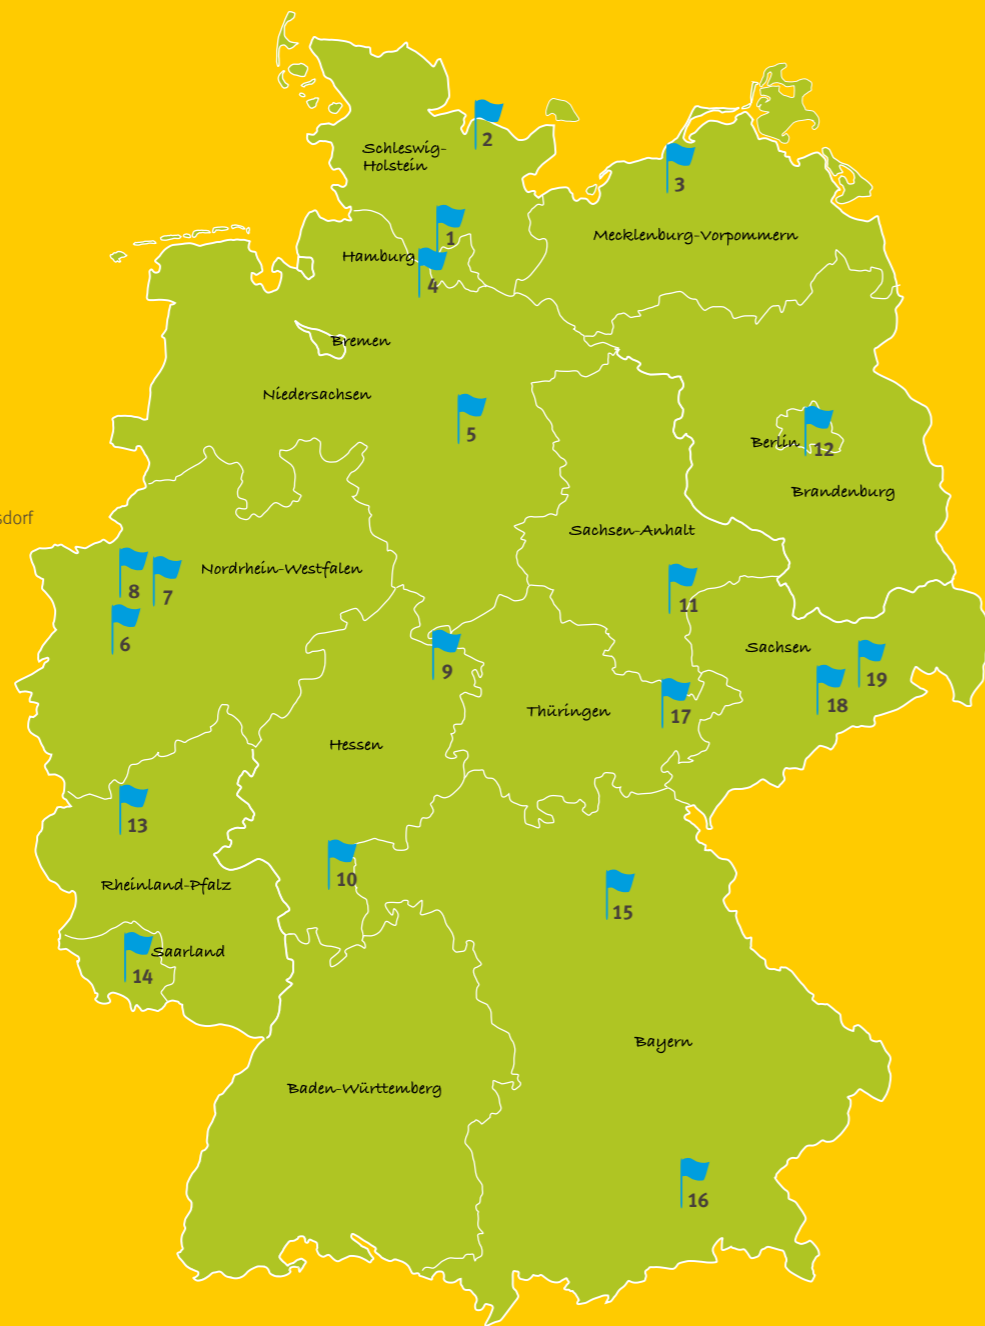 2
Schleswig-
Holstein
3
1
Mecklenburg-Vorpommern
Hamburg
4
Bremen
Niedersachsen
5
Berlin
12
Brandenburg
sdorf
Sachsen-Anhalt
8
7
Nordrhein-Westfalen
11
6
9
Sachsen
19
18
17
Thüringen
Hessen
13
10
Rheinland-Pfalz
15
Saarland
14
Bayern
Baden-Württemberg
16